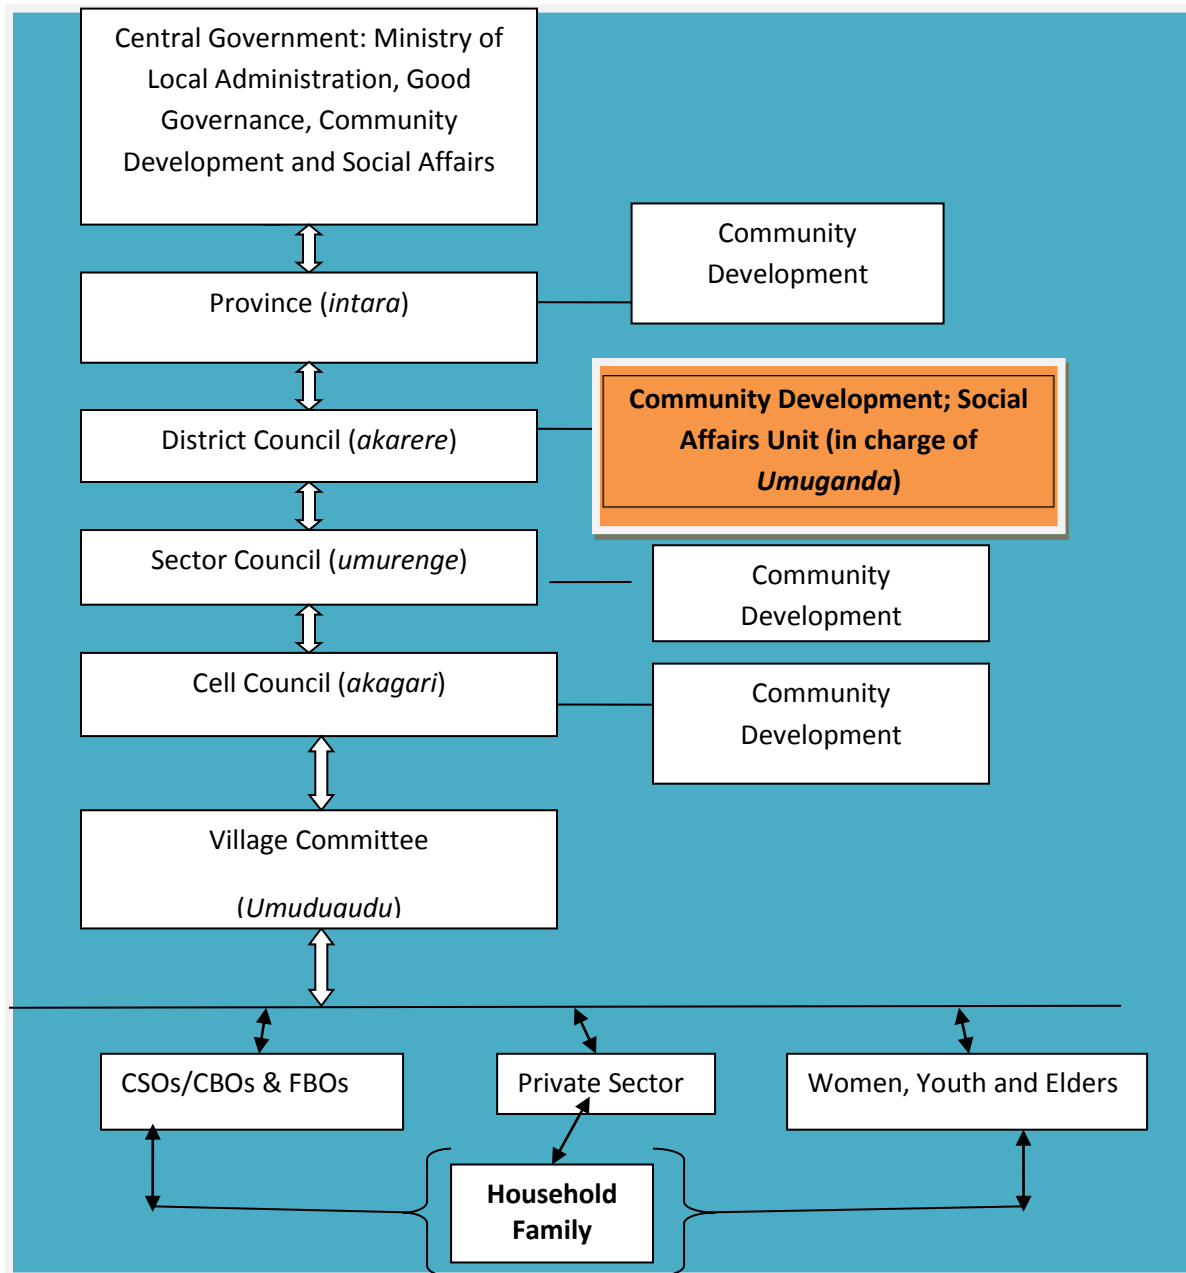 Central Government: Ministry of
Local Administration, Good
Governance, Community
Development and Social Affairs
Community
Development
Province (intara)
Community Development; Social
Affairs Unit (in charge of
Umuganda)
District Council (akarere)
Sector Council (umurenge)
Community
Development
Cell Council (akagari)
Community
Development
Village Committee
(Umudugudu)
CSOs/CBOs & FBOs
Private Sector
Women, Youth and Elders
Household
Family